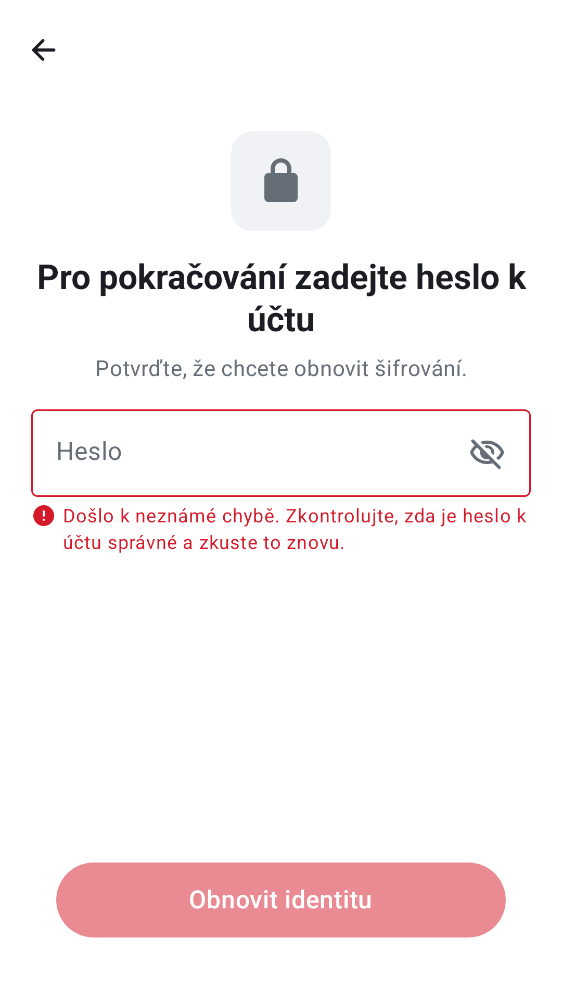 Pro pokračování zadejte heslo k
účtu
Potvrďte, že chcete obnovit šifrování.
Heslo
Došlo k neznámé chybě. Zkontrolujte, zda je heslo k
účtu správné a zkuste to znovu.
Obnovit identitu